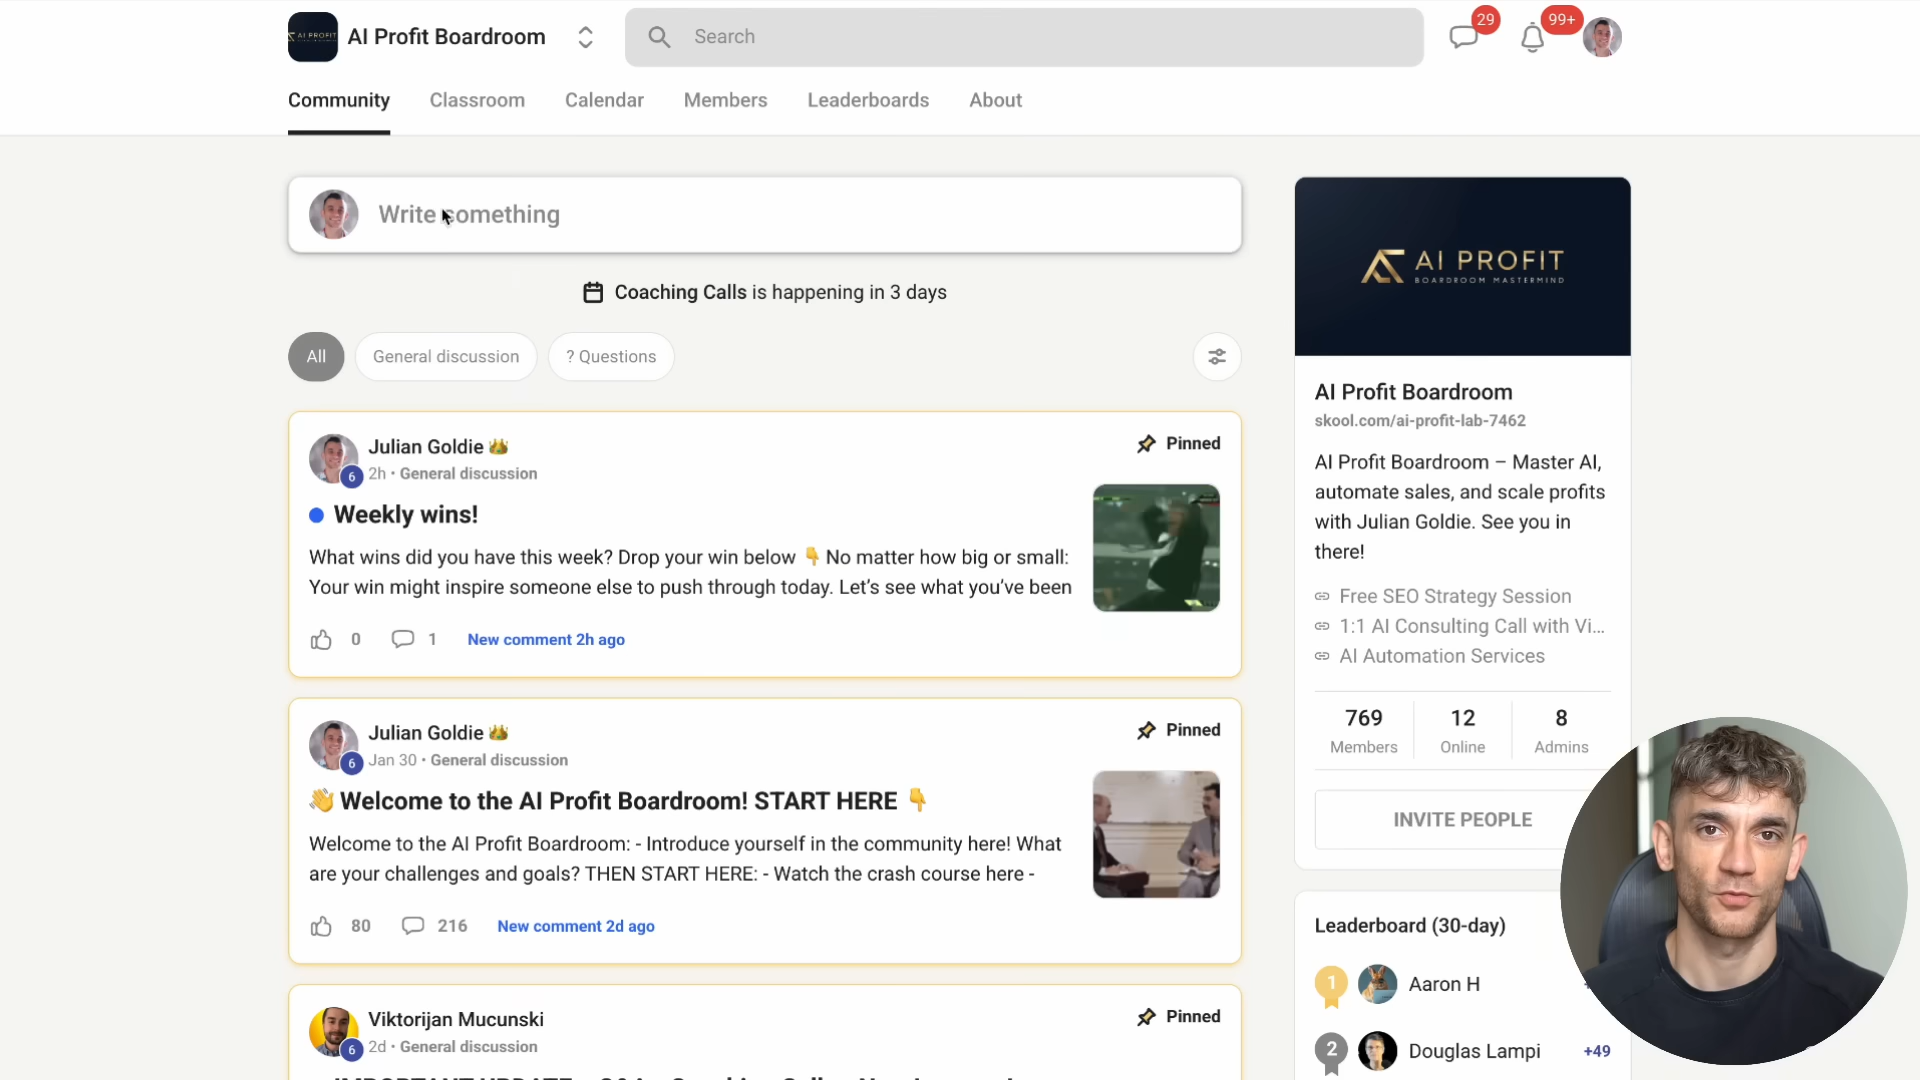 AI PROFIT
AI Profit Boardroom
Search
29
99+
Community
Classroom
Calendar
Members
Leaderboards
About
Write something
Coaching Calls is happening in 3 days
All
General discussion
? Questions
Julian Goldie
6
2h • General discussion
Pinned
Weekly wins!
What wins did you have this week? Drop your win below 👇 No matter how big or small:
Your win might inspire someone else to push through today. Let's see what you've been
0
1
New comment 2h ago
Julian Goldie
6
Jan 30 • General discussion
Pinned
👋 Welcome to the AI Profit Boardroom! START HERE 👇
Welcome to the AI Profit Boardroom: - Introduce yourself in the community here! What
are your challenges and goals? THEN START HERE: - Watch the crash course here -
80
216
New comment 2d ago
Viktorijan Mucunski
6
2d • General discussion
Pinned
AI PROFIT
BOARDROOM MASTERMIND
AI Profit Boardroom
skool.com/ai-profit-lab-7462
AI Profit Boardroom – Master AI,
automate sales, and scale profits
with Julian Goldie. See you in
there!
Free SEO Strategy Session
1:1 AI Consulting Call with Vi...
AI Automation Services
769
Members
12
Online
8
Admins
INVITE PEOPLE
Leaderboard (30-day)
1
Aaron H
2
Douglas Lampi
+49